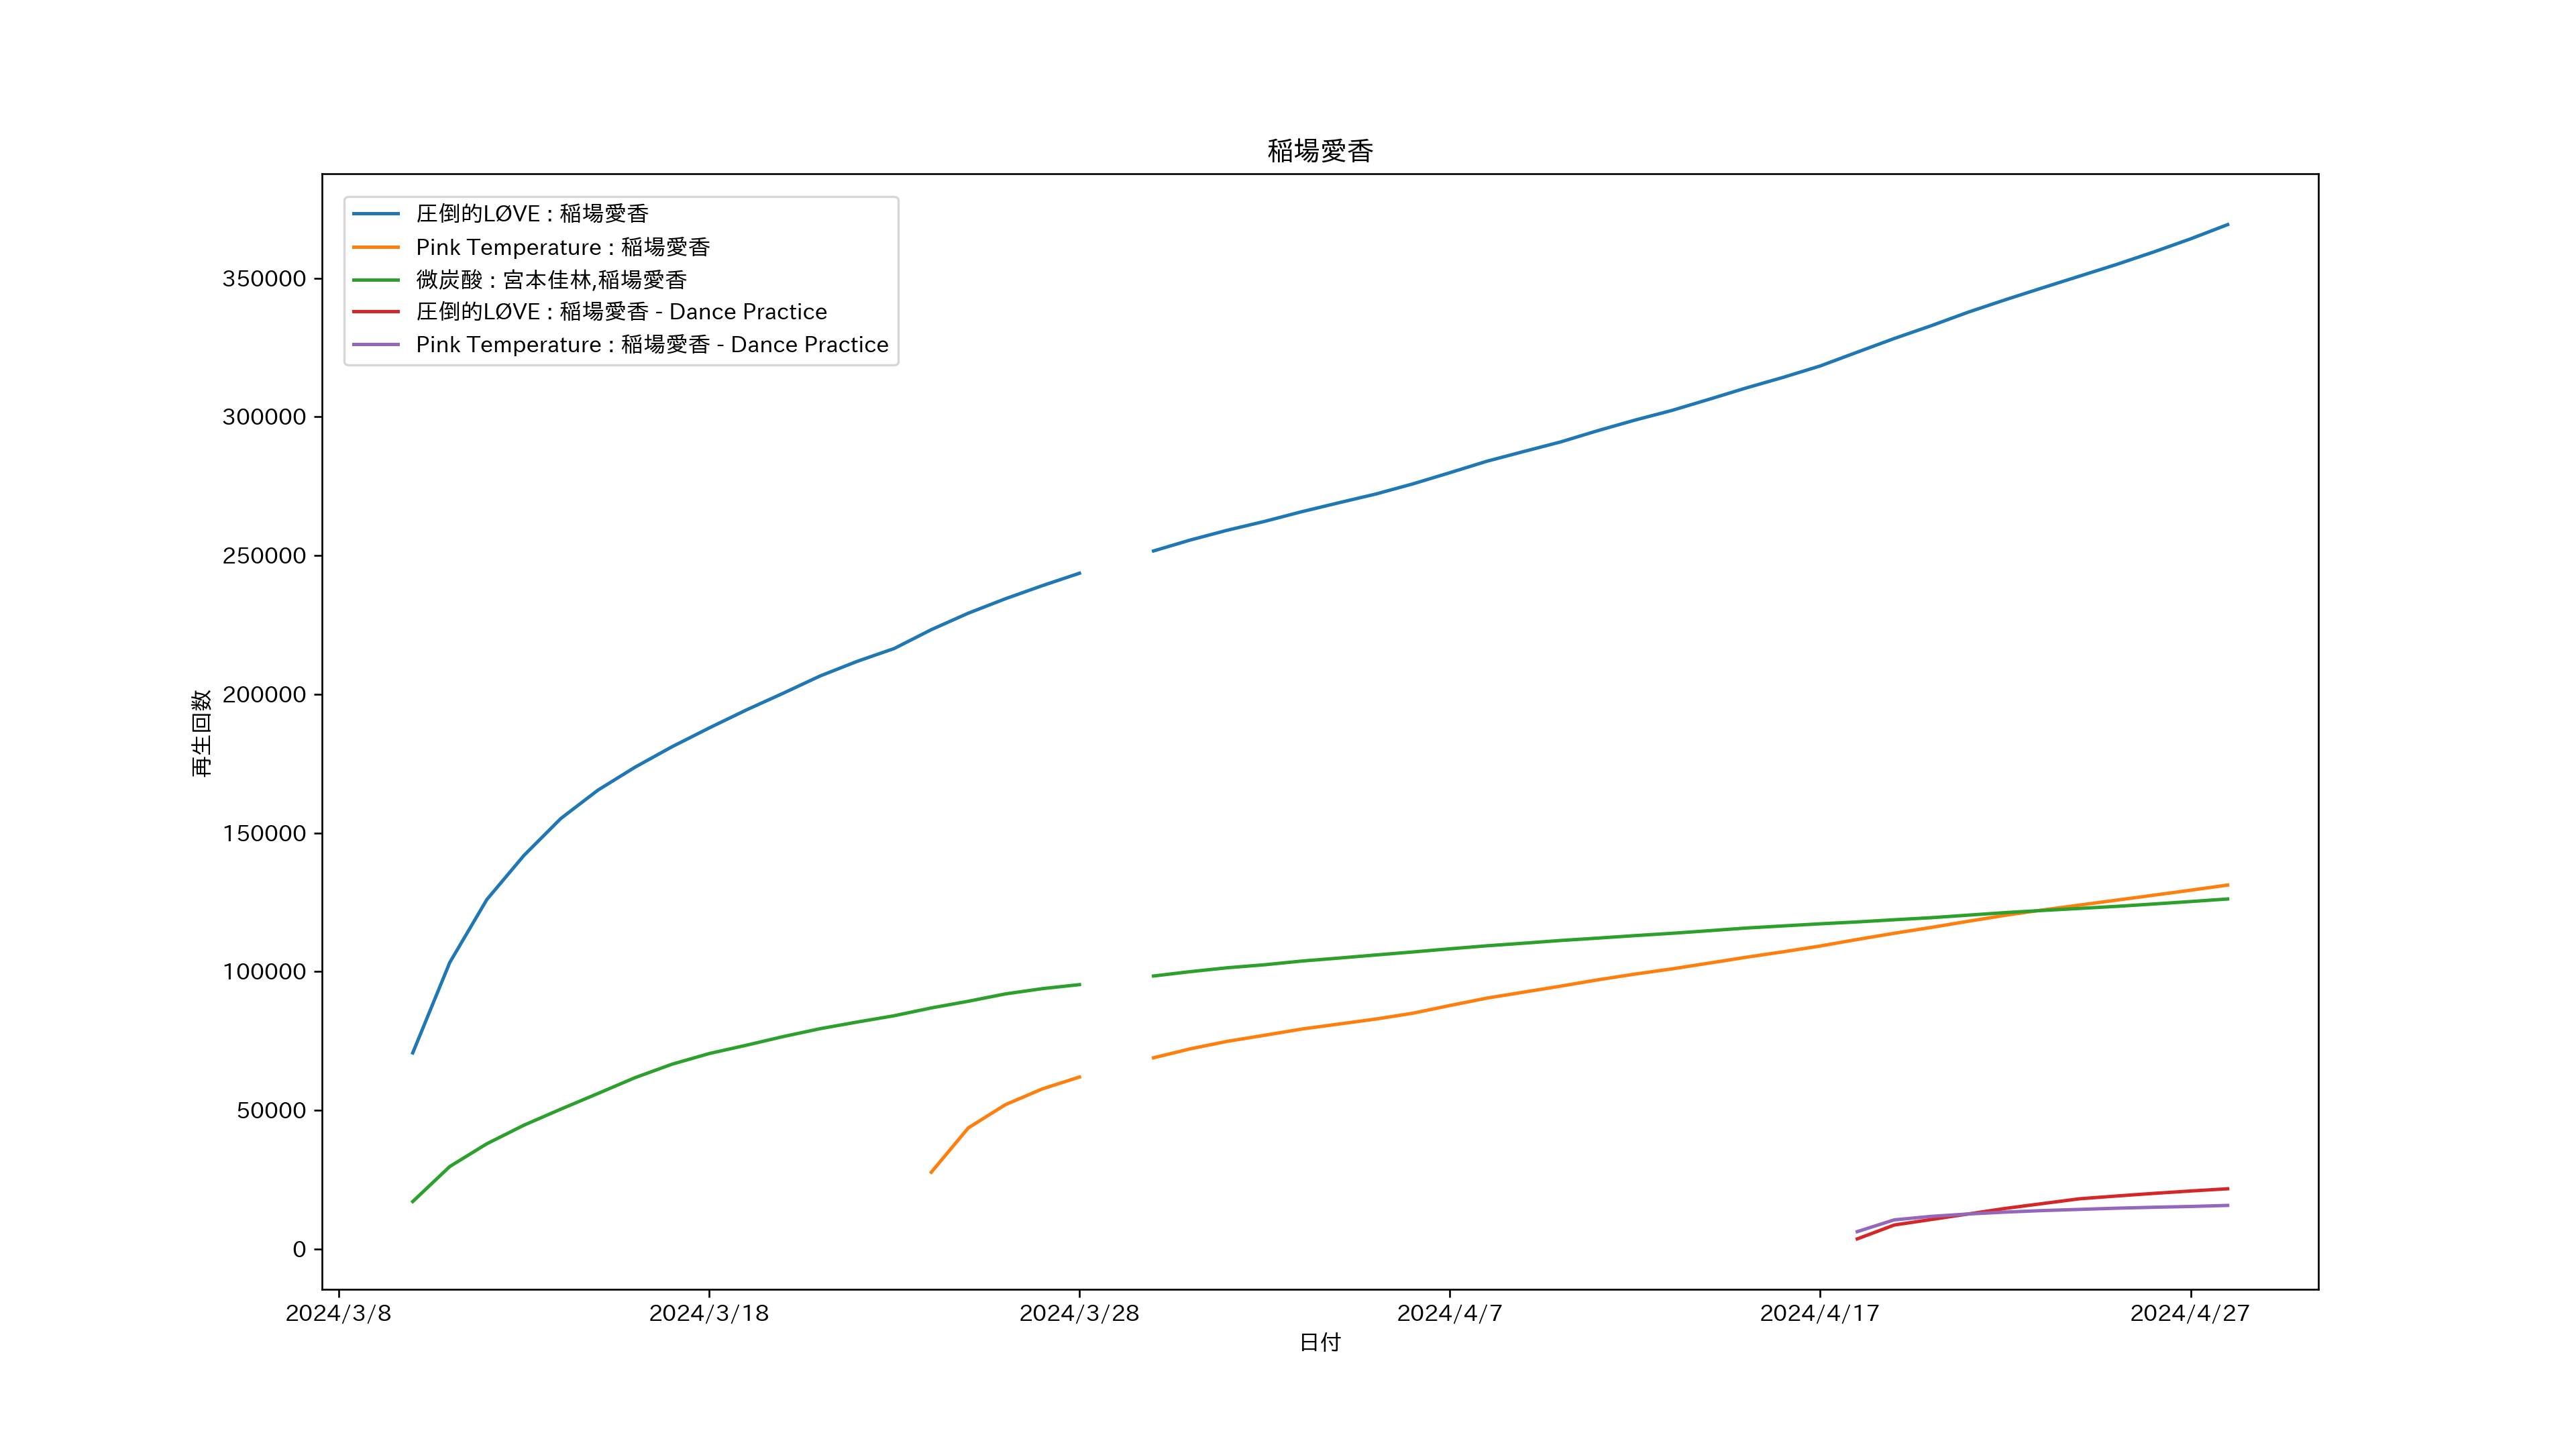 稲場愛香
圧倒的LØVE : 稲場愛香
Pink Temperature : 稲場愛香
微炭酸 : 宮本佳林,稲場愛香
圧倒的LØVE : 稲場愛香 - Dance Practice
Pink Temperature : 稲場愛香 - Dance Practice
350000
300000
250000
200000
150000
100000
50000
0
再生回数
2024/3/8 2024/3/18 2024/3/28 2024/4/7 2024/4/17 2024/4/27
日付